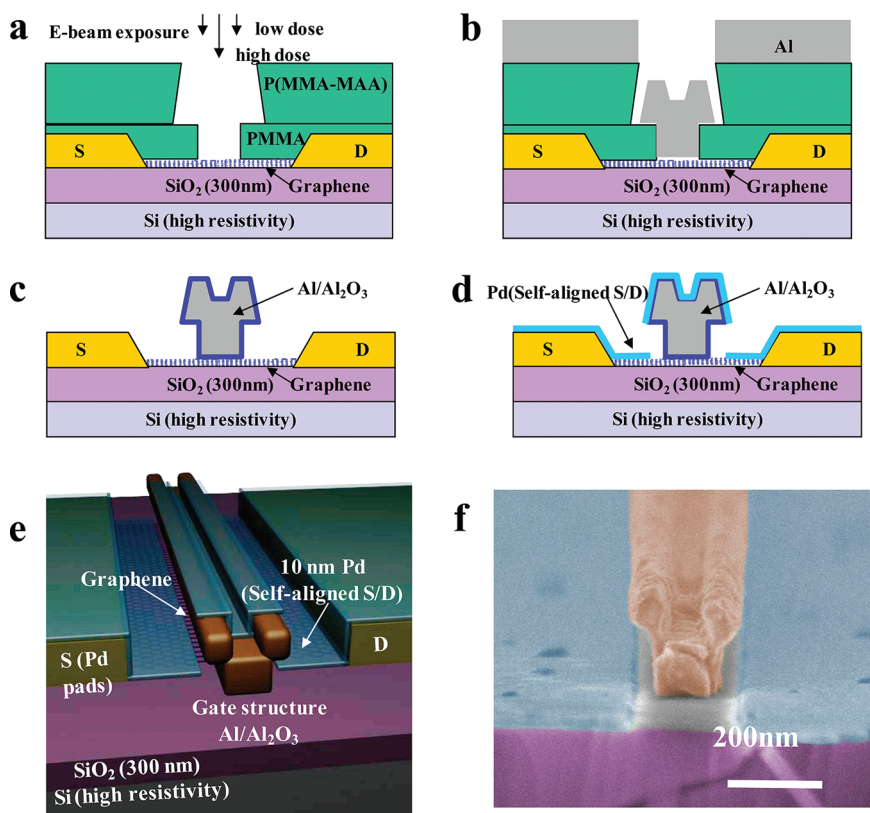 a
E-beam exposure
low dose
high dose
P(MMA-MAA)
PMMA
S
D
SiO2 (300nm)
Graphene
Si (high resistivity)
b
Al
S
D
SiO2 (300nm)
Graphene
Si (high resistivity)
c
Al/Al2O3
S
D
SiO2 (300nm)
Graphene
Si (high resistivity)
d
Pd(Self-aligned S/D)
Al/Al2O3
S
D
SiO2 (300nm)
Graphene
Si (high resistivity)
e
Graphene
10 nm Pd
(Self-aligned S/D)
S (Pd
pads)
D
Gate structure
Al/Al2O3
SiO2 (300 nm)
Si (high resistivity)
f
200nm